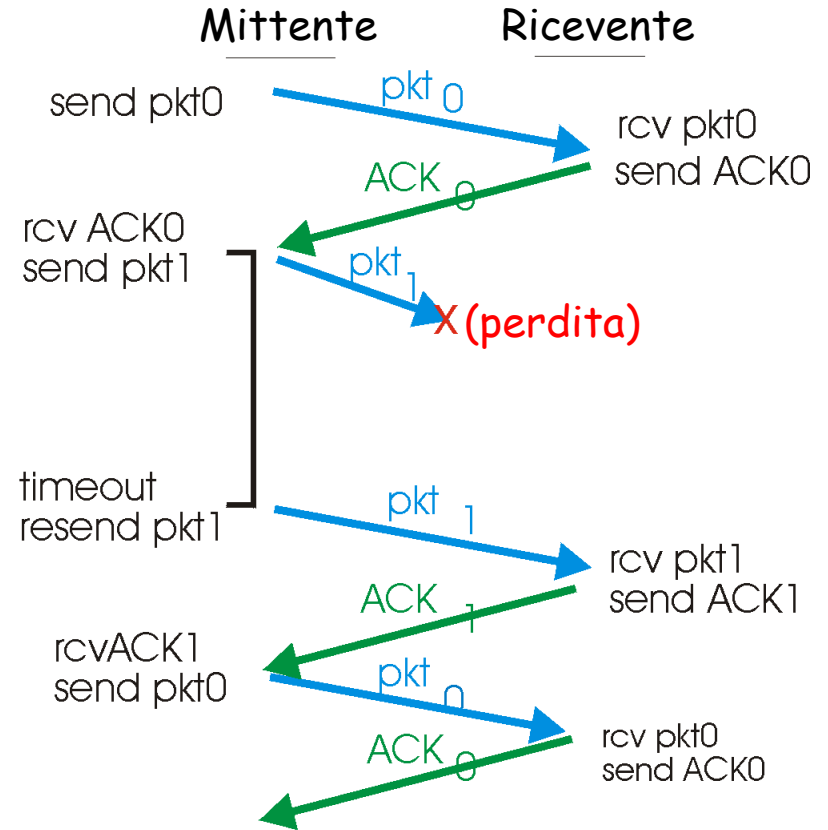 Mittente
Ricevente
send pkt0
pkt 0
rcv pkt0
send ACK0
ACK 0
rcv ACK0
send pkt1
pkt 1
X (perdita)
timeout
resend pkt1
pkt 1
rcv pkt1
send ACK1
ACK 1
rcvACK1
send pkt0
pkt 0
rcv pkt0
send ACK0
ACK 0